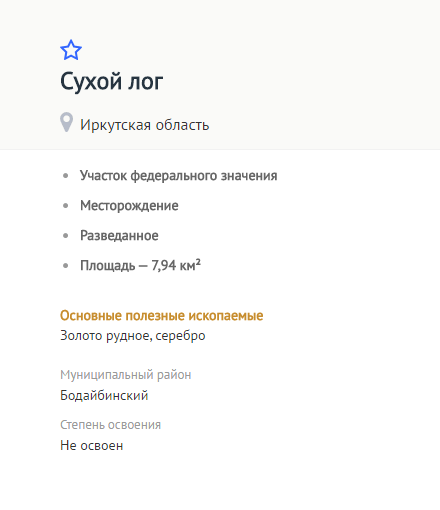 Сухой лог
Иркутская область
Участок федерального значения
Месторождение
Разведанное
Площадь — 7,94 км²
Основные полезные ископаемые
Золото рудное, серебро
Муниципальный район
Бодайбинский
Степень освоения
Не освоен